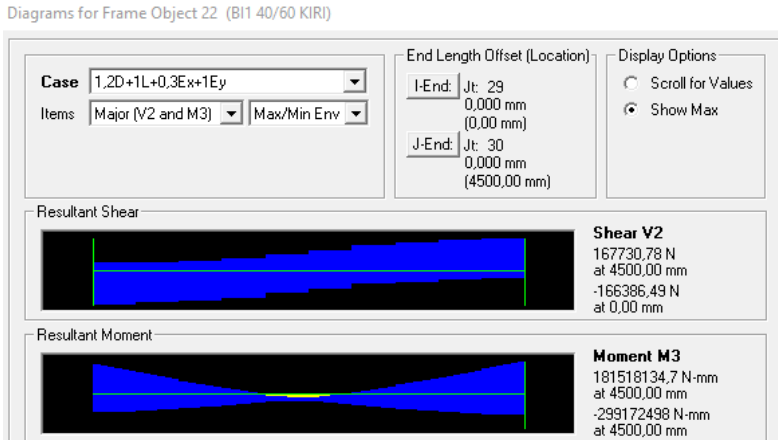 Diagrams for Frame Object 22 (BI1 40/60 KIRI)
Case 1,2D+1L+0,3Ex+1Ey
Items Major (V2 and M3) Max/Min Env
End Length Offset (Location)
I-End: Jt: 29
0,000 mm
(0,00 mm)
J-End: Jt: 30
0,000 mm
(4500,00 mm)
Display Options
Scroll for Values
Show Max
Resultant Shear
Shear V2
167730,78 N
at 4500,00 mm
-166386,49 N
at 0,00 mm
Resultant Moment
Moment M3
181518134,7 N-mm
at 4500,00 mm
-299172498 N-mm
at 4500,00 mm